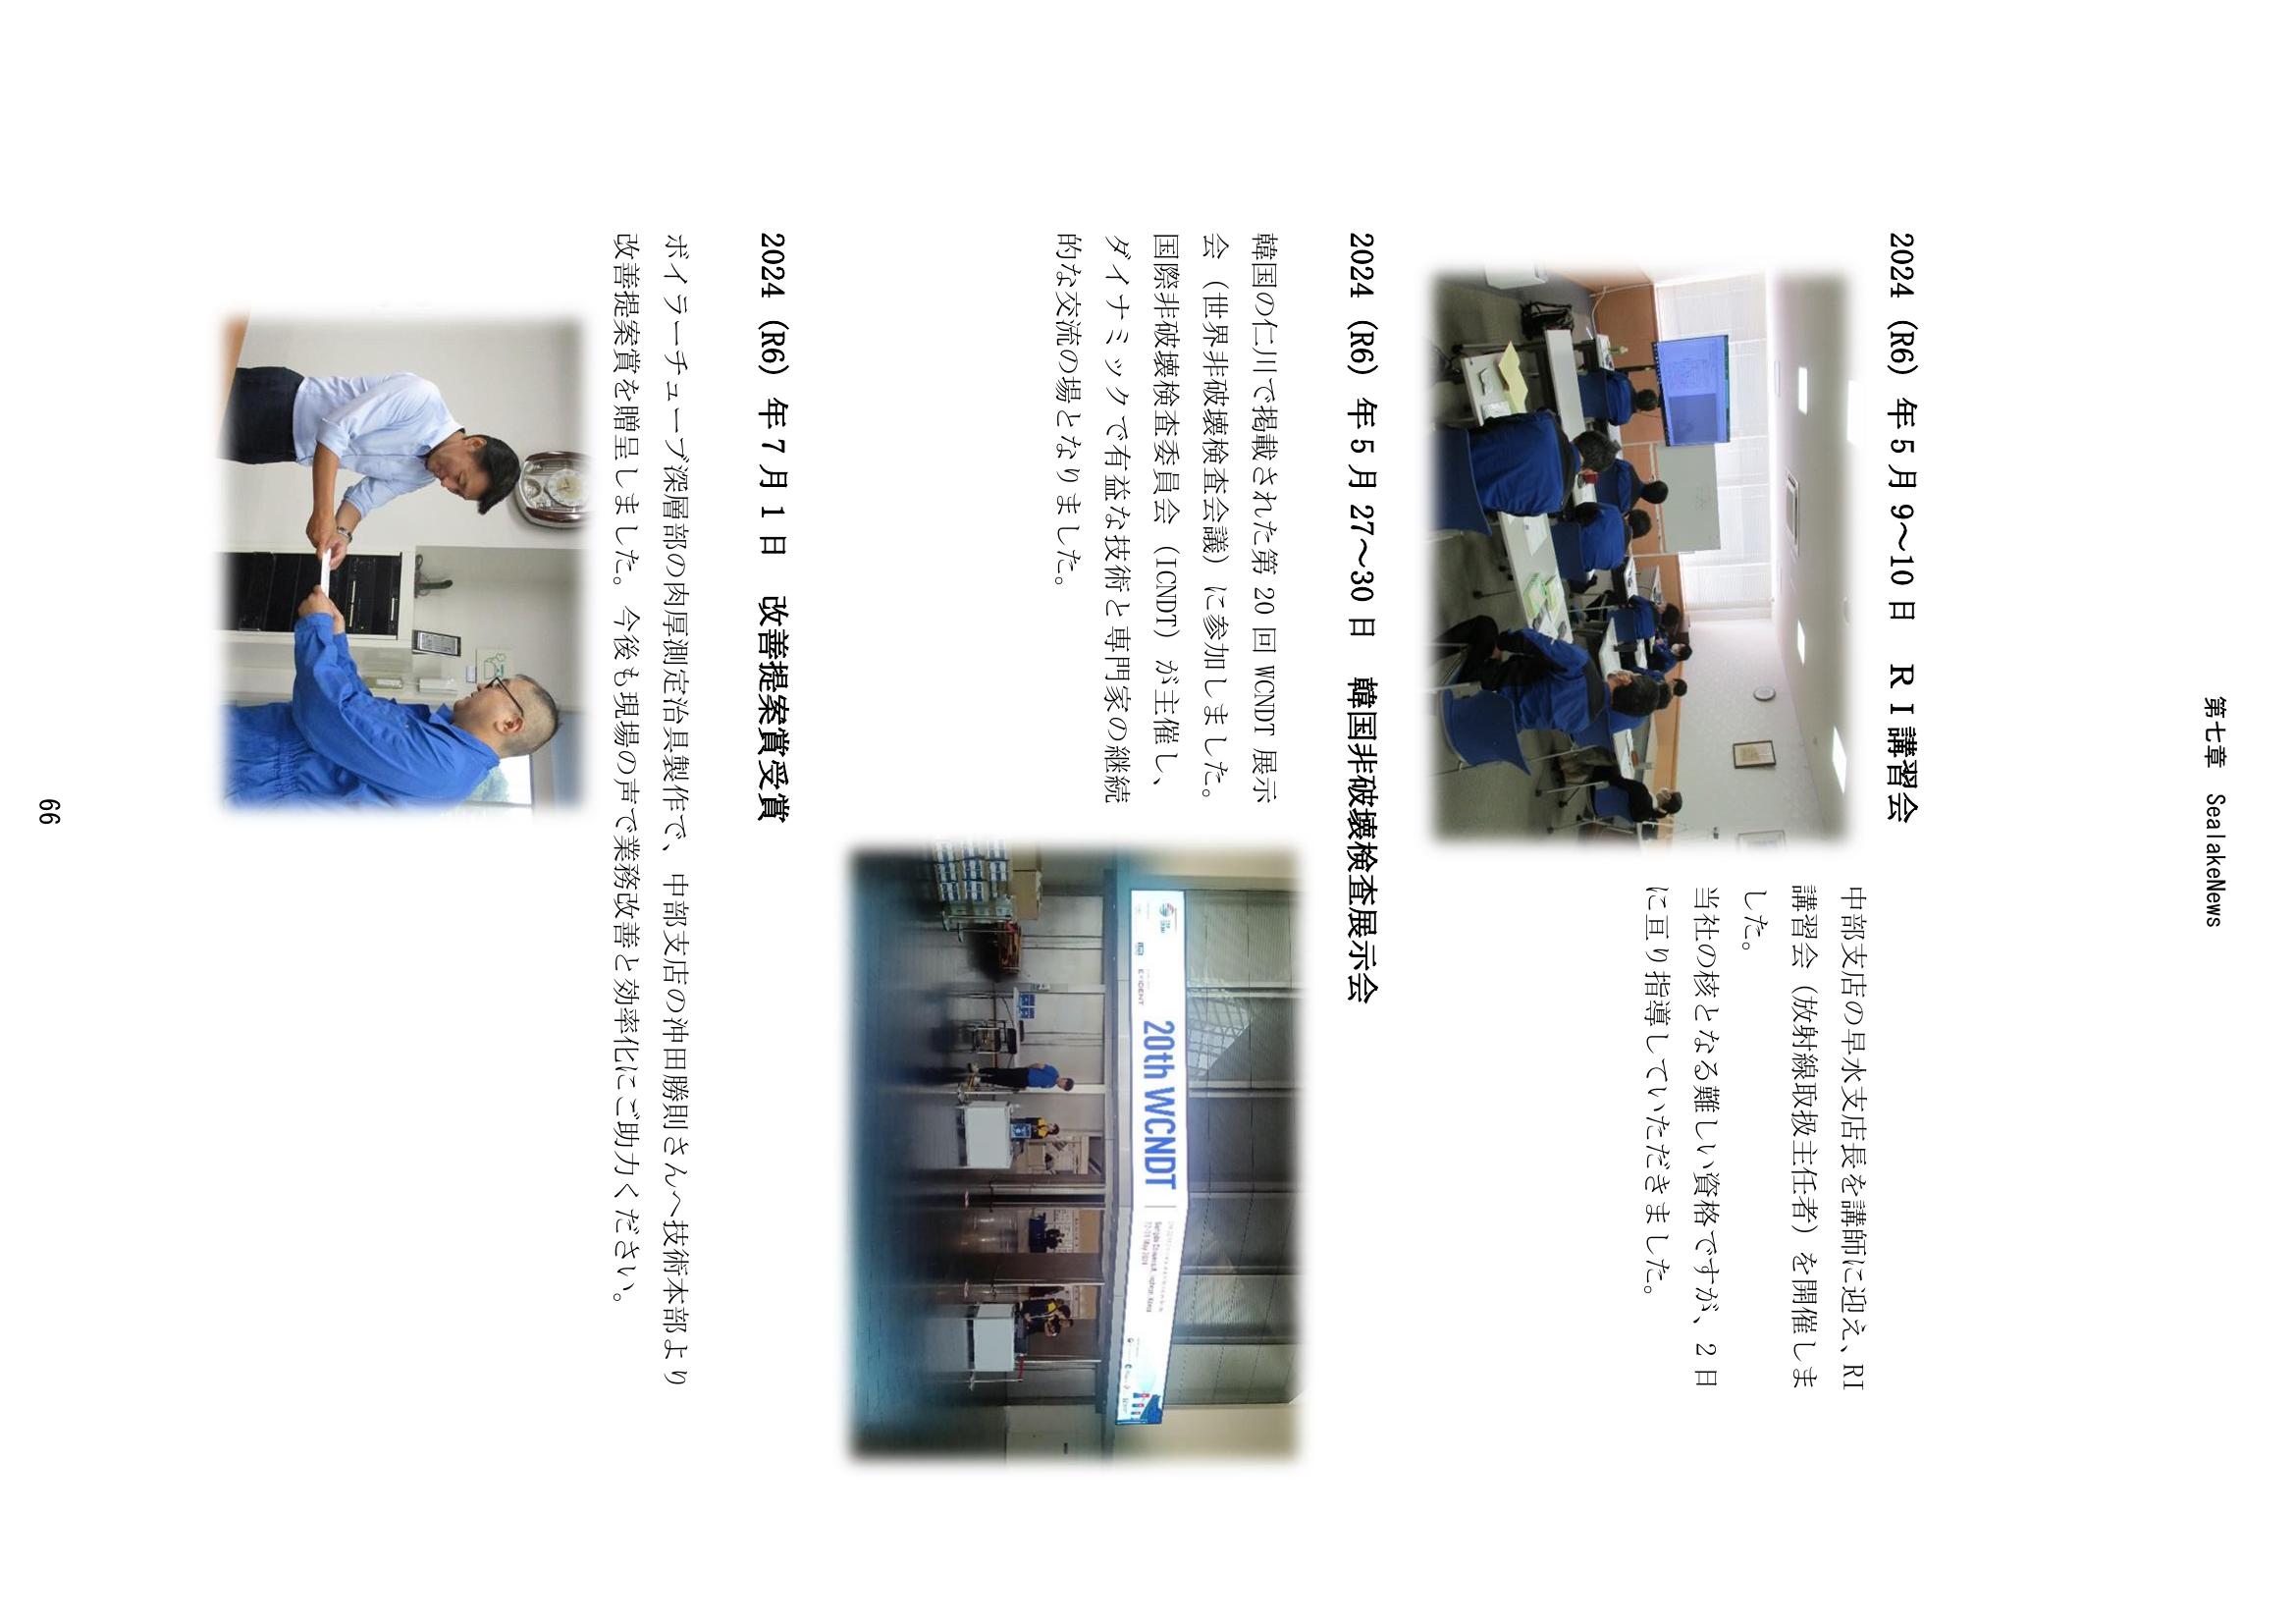 第七章　SealakeNews
2024（R6）年5月9～10日　ＲＩ講習会
中部支店の早水支店長を講師に迎え、RI
講習会（放射線取扱主任者）を開催しま
した。
当社の核となる難しい資格ですが、2日
に亘り指導していただきました。
2024（R6）年5月27～30日　韓国非破壊検査展示会
韓国の仁川で掲載された第20回WCNDT展示
会（世界非破壊検査会議）に参加しました。
国際非破壊検査委員会（ICNDT）が主催し、
ダイナミックで有益な技術と専門家の継続
的な交流の場となりました。
EVIDENT
20th WCNDT
2024（R6）年7月1日　改善提案賞受賞
ボイラーチューブ深層部の肉厚測定治具製作で、中部支店の沖田勝則さんへ技術本部より
改善提案賞を贈呈しました。今後も現場の声で業務改善と効率化にご助力ください。
66